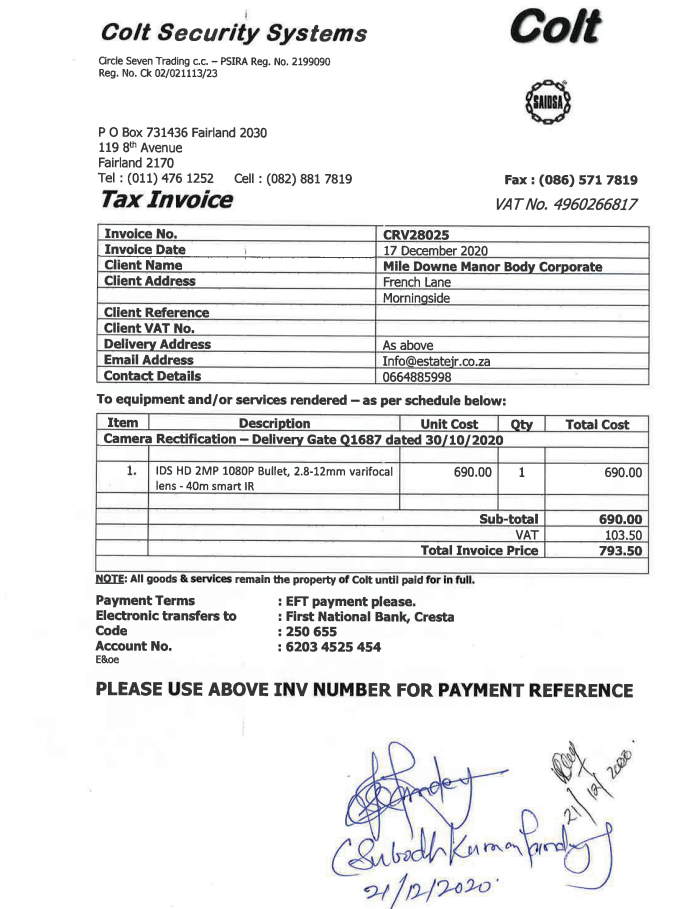 Colt Security Systems
Colt
Circle Seven Trading c.c. – PSIRA Reg. No. 2199090
Reg. No. Ck 02/021113/23
SAIDSA
P O Box 731436 Fairland 2030
119 8th Avenue
Fairland 2170
Tel : (011) 476 1252 Cell : (082) 881 7819 Fax : (086) 571 7819
Tax Invoice VAT No. 4960266817
Invoice No. CRV28025
Invoice Date 17 December 2020
Client Name Mile Downe Manor Body Corporate
Client Address French Lane
Morningside
Client Reference
Client VAT No.
Delivery Address As above
Email Address Info@estatejr.co.za
Contact Details 0664885998
To equipment and/or services rendered – as per schedule below:
Item Description Unit Cost Qty Total Cost
Camera Rectification – Delivery Gate Q1687 dated 30/10/2020
1. IDS HD 2MP 1080P Bullet, 2.8-12mm varifocal 690.00 1 690.00
lens - 40m smart IR
Sub-total 690.00
VAT 103.50
Total Invoice Price 793.50
NOTE: All goods & services remain the property of Colt until paid for in full.
Payment Terms : EFT payment please.
Electronic transfers to : First National Bank, Cresta
Code : 250 655
Account No. : 6203 4525 454
E&oe
PLEASE USE ABOVE INV NUMBER FOR PAYMENT REFERENCE
21/12/2020
(Subodh Kumar Pandey)
21/12/2020